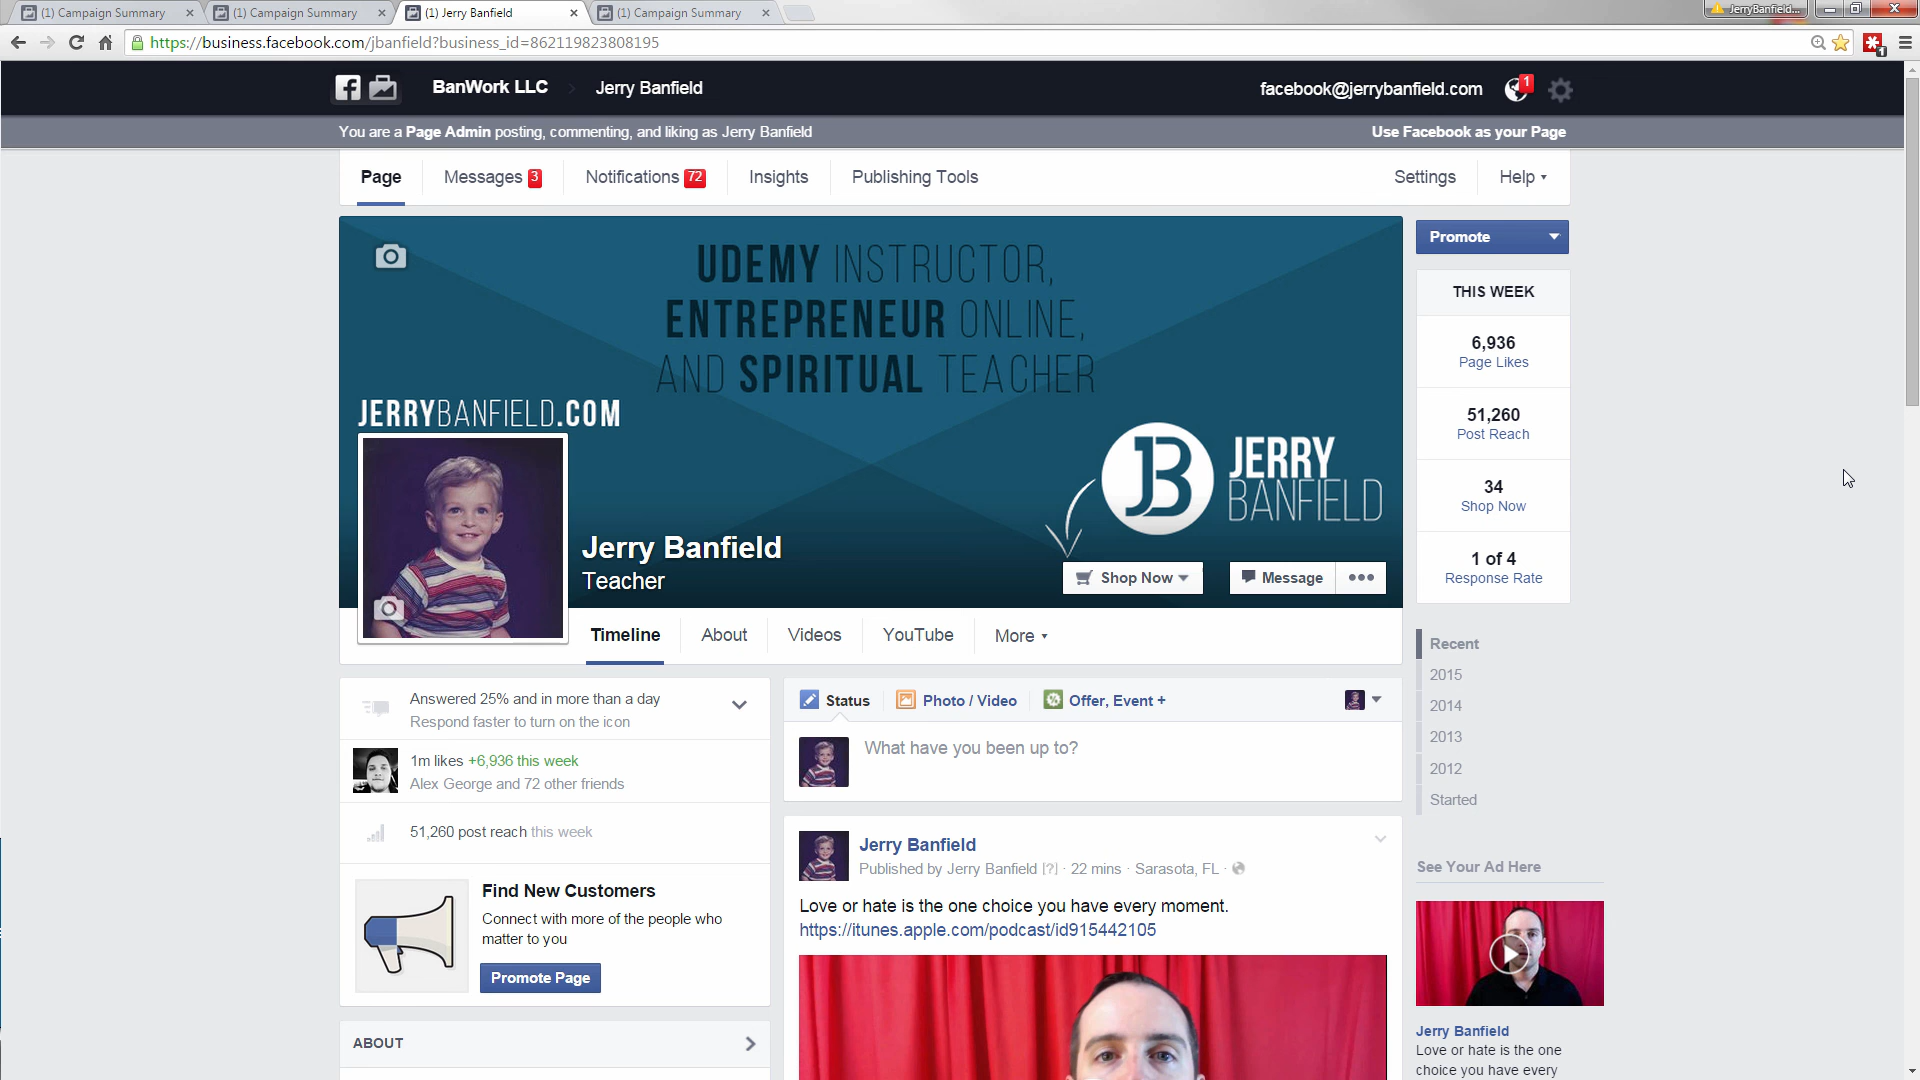 (1) Campaign Summary
(1) Campaign Summary
(1) Jerry Banfield
(1) Campaign Summary
JerryBanfield...
https://business.facebook.com/jbanfield?business_id=862119823808195
1
BanWork LLC
Jerry Banfield
facebook@jerrybanfield.com
1
You are a Page Admin posting, commenting, and liking as Jerry Banfield
Use Facebook as your Page
Page
Messages 3
Notifications 72
Insights
Publishing Tools
Settings
Help
UDEMY INSTRUCTOR,
ENTREPRENEUR ONLINE,
AND SPIRITUAL TEACHER
JERRYBANFIELD.COM
JB
JERRY
BANFIELD
Jerry Banfield
Teacher
Shop Now
Message
Promote
THIS WEEK
6,936
Page Likes
51,260
Post Reach
34
Shop Now
1 of 4
Response Rate
Timeline
About
Videos
YouTube
More
Recent
2015
2014
2013
2012
Started
Answered 25% and in more than a day
Respond faster to turn on the icon
1m likes +6,936 this week
Alex George and 72 other friends
51,260 post reach this week
Find New Customers
Connect with more of the people who
matter to you
Promote Page
ABOUT
Status
Photo / Video
Offer, Event +
What have you been up to?
Jerry Banfield
Published by Jerry Banfield [?] · 22 mins · Sarasota, FL ·
Love or hate is the one choice you have every moment.
https://itunes.apple.com/podcast/id915442105
See Your Ad Here
Jerry Banfield
Love or hate is the one
choice you have every